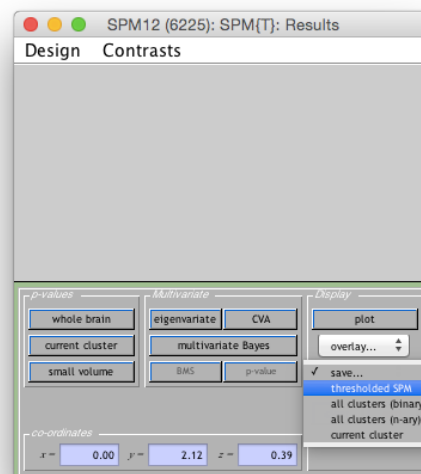 SPM12 (6225): SPM{T}: Results
Design Contrasts
p-values Multivariate Display
whole brain eigenvariate CVA plot
current cluster multivariate Bayes overlay...
small volume BMS p-value ✓ save...
thresholded SPM
all clusters (binary
all clusters (n-ary)
current cluster
co-ordinates
x = 0.00 y = 2.12 z = 0.39